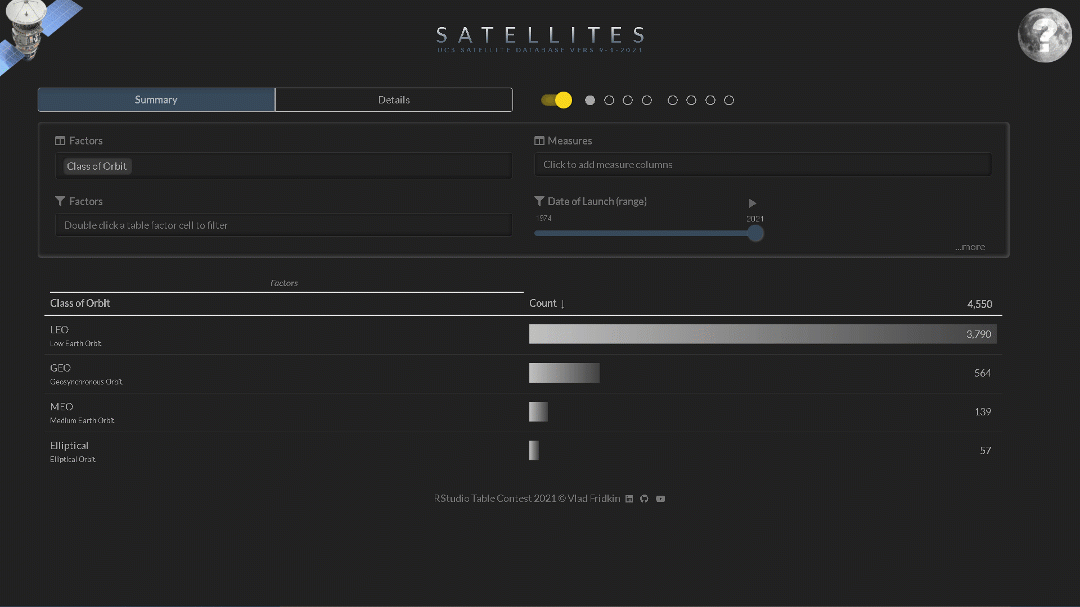 SATELLITES
UCS SATELLITE DATABASE VERS 9-1-2021
?
Summary
Details
Factors
Measures
Class of Orbit
Click to add measure columns
Factors
Date of Launch (range)
1974
2021
Double click a table factor cell to filter
...more
Factors
Class of Orbit
Count ↓
4,550
LEO
Low Earth Orbit
3,790
GEO
Geosynchronous Orbit
564
MEO
Medium Earth Orbit
139
Elliptical
Elliptical Orbit
57
RStudio Table Contest 2021 © Vlad Fridkin